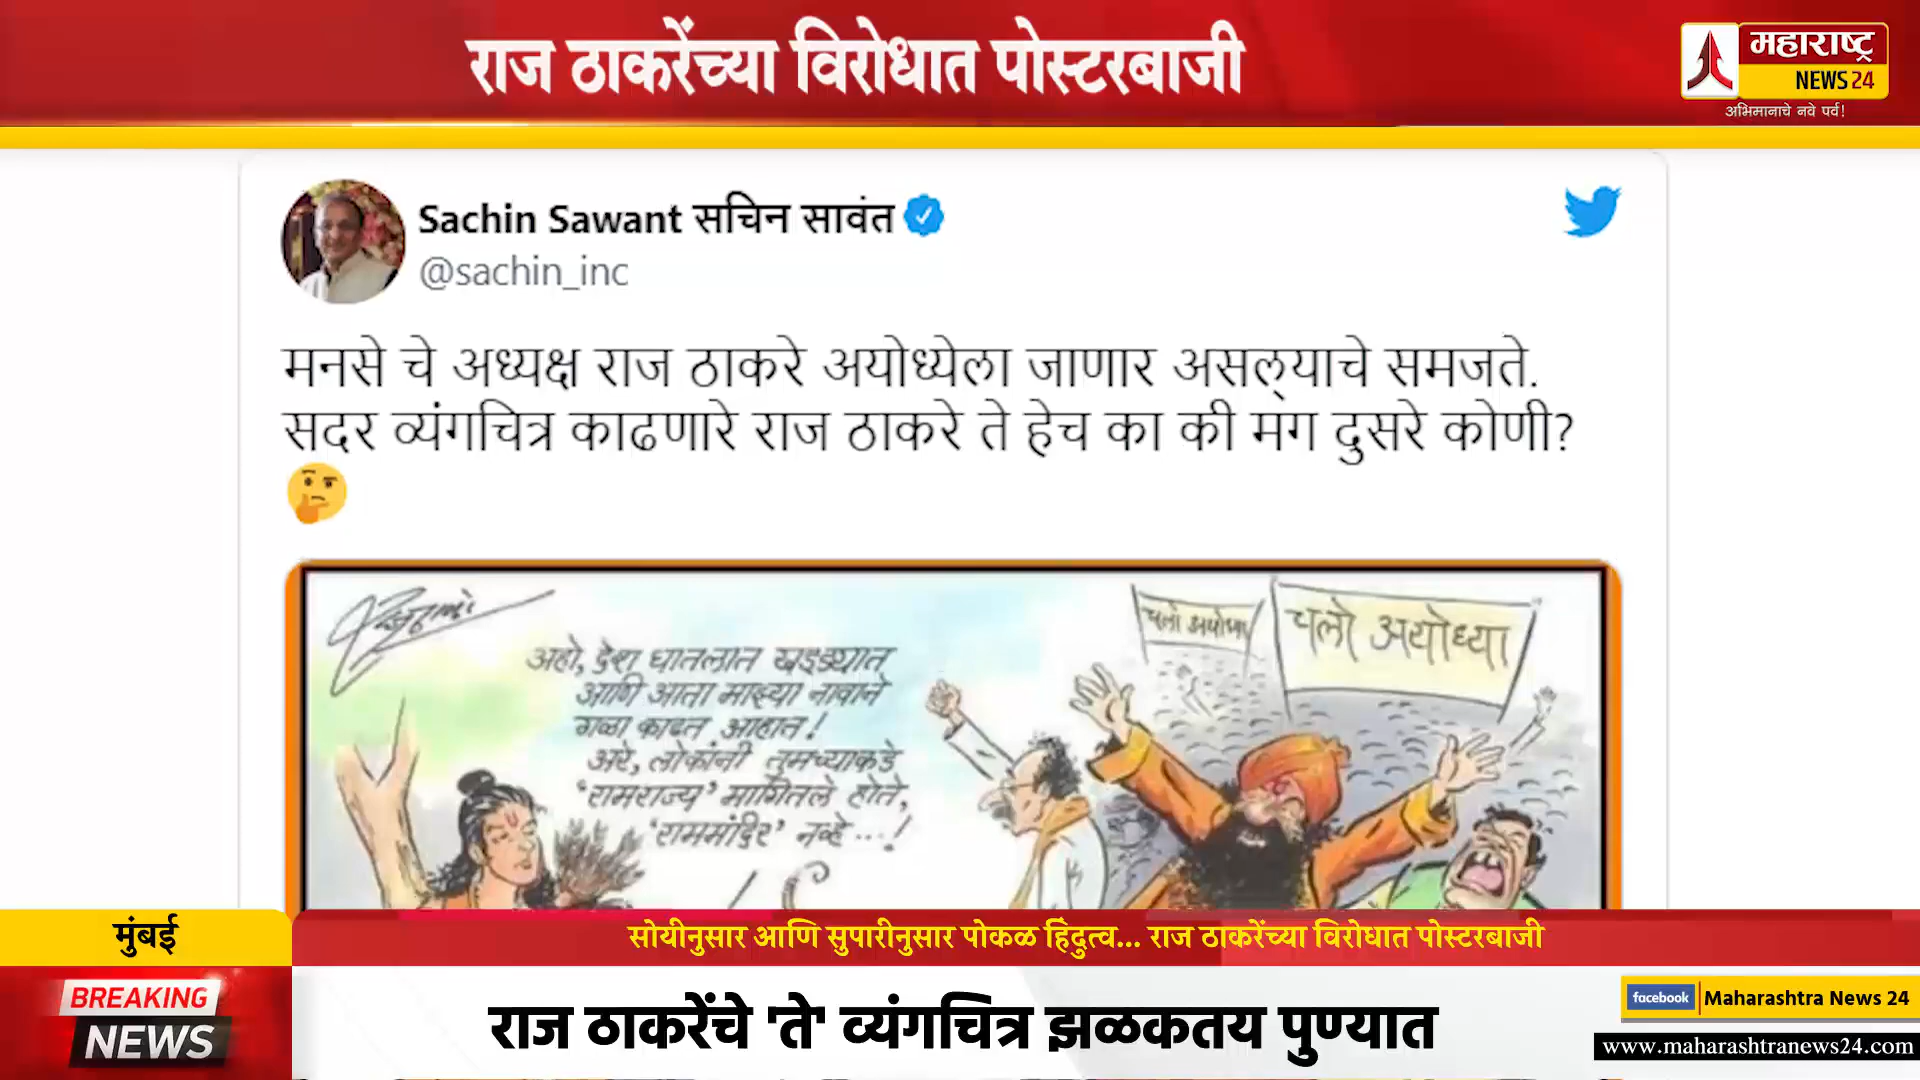 राज ठाकरेंच्या विरोधात पोस्टरबाजी
महाराष्ट्र
NEWS 24
अभिमानाचे नवे पर्व!
Sachin Sawant सचिन सावंत
@sachin_inc
मनसे चे अध्यक्ष राज ठाकरे अयोध्येला जाणार असल्याचे समजते.
सदर व्यंगचित्र काढणारे राज ठाकरे ते हेच का की मग दुसरे कोणी?
चलो अयोध्या
चलो अयोध्या
अहो, देश घातलात खड्ड्यात
आणि आता माझ्या नावाने
गळा काढत आहात!
अरे, लोकांनी तुमच्याकडे
'रामराज्य' मागितले होते,
'राममंदिर' नव्हे...!
मुंबई
सोयीनुसार आणि सुपारीनुसार पोकळ हिंदुत्व... राज ठाकरेंच्या विरोधात पोस्टरबाजी
BREAKING
NEWS
राज ठाकरेंचे 'ते' व्यंगचित्र झळकतय पुण्यात
facebook Maharashtra News 24
www.maharashtranews24.com